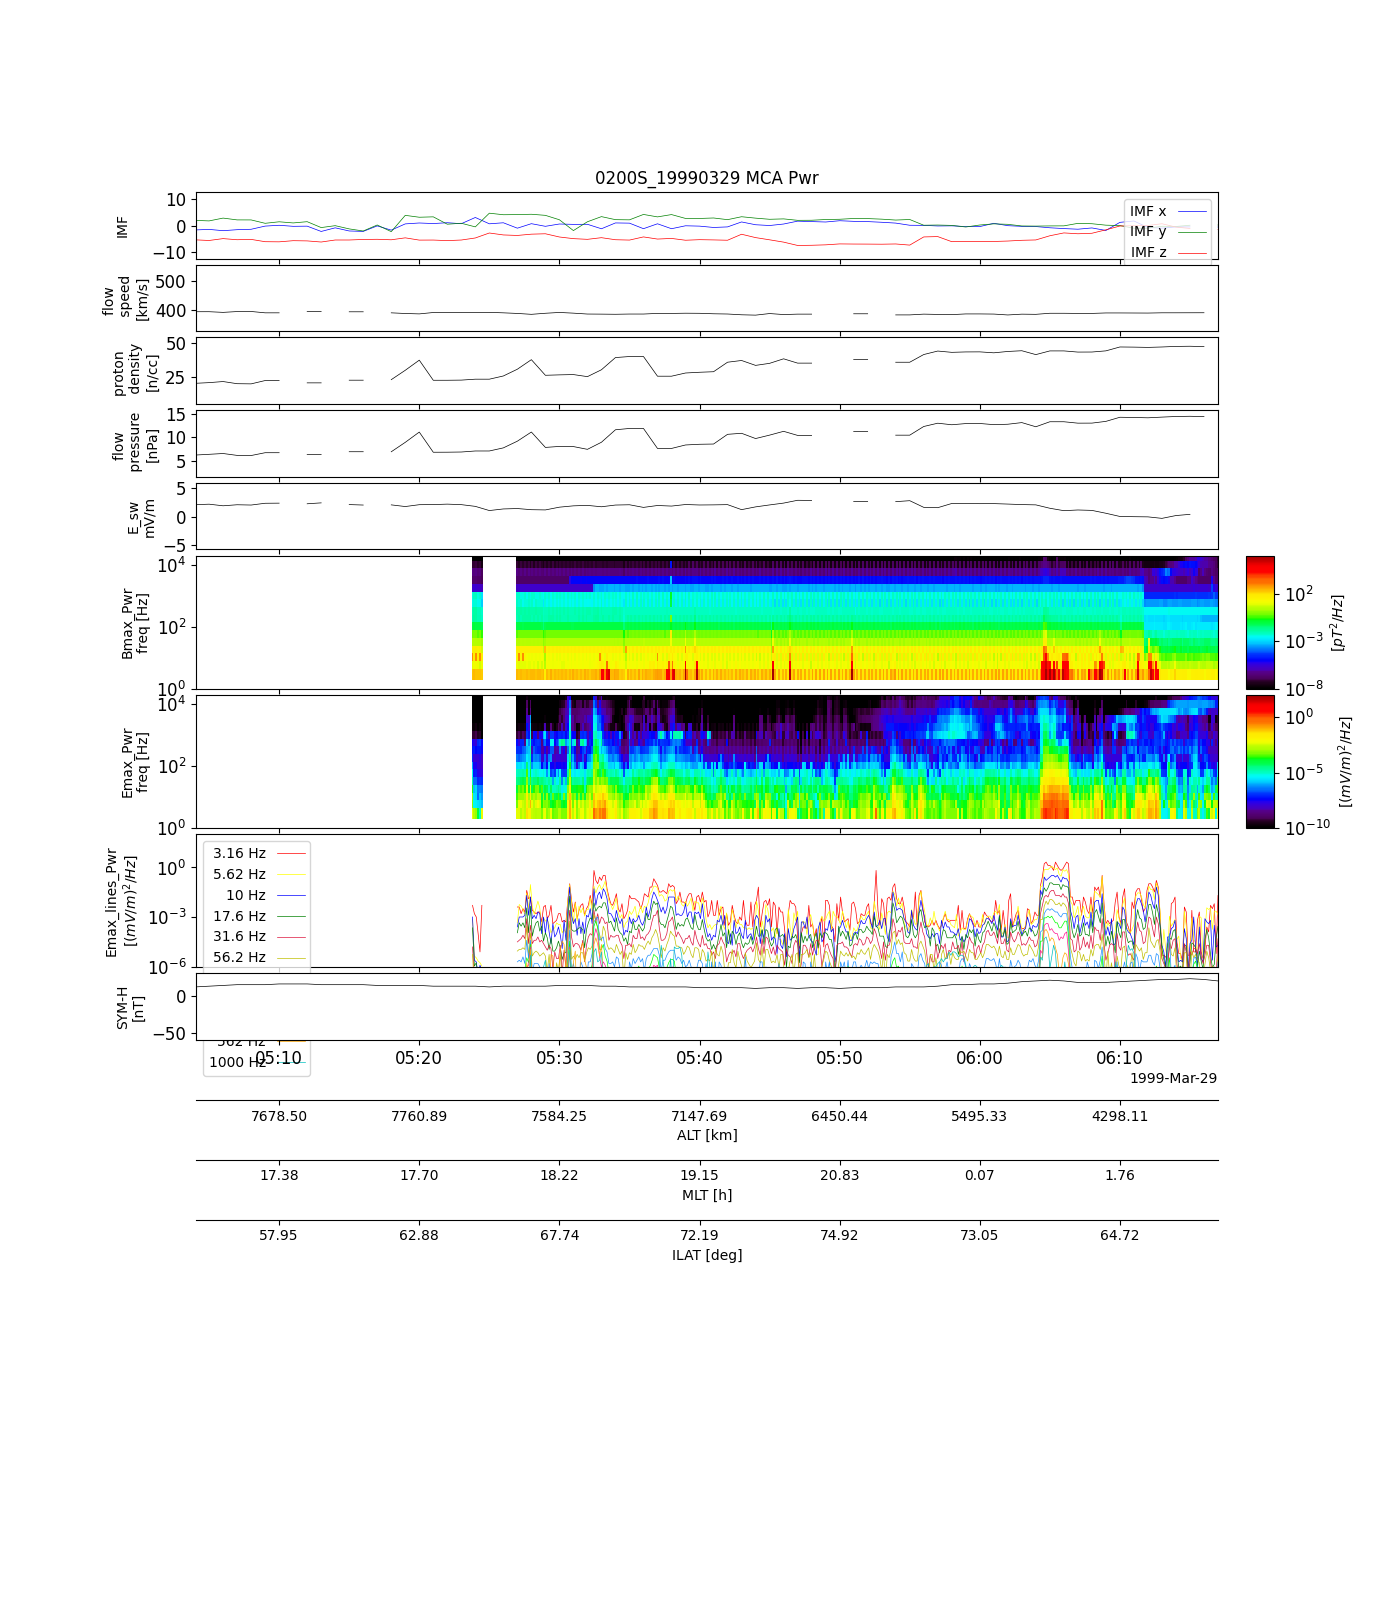 0200S_19990329 MCA Pwr
10
0
−10
IMF
IMF x
IMF y
IMF z
500
400
flow
speed
[km/s]
50
25
proton
density
[n/cc]
15
10
5
flow
pressure
[nPa]
5
0
−5
E_sw
mV/m
10^4
10^2
10^0
Bmax_Pwr
freq [Hz]
10^2
10^−3
10^−8
[pT^2/Hz]
10^4
10^2
10^0
Emax_Pwr
freq [Hz]
10^0
10^−5
10^−10
[(mV/m)^2/Hz]
10^0
10^−3
10^−6
Emax_lines_Pwr
[(mV/m)^2/Hz]
3.16 Hz
5.62 Hz
10 Hz
17.6 Hz
31.6 Hz
56.2 Hz
0
−50
SYM-H
[nT]
562 Hz
1000 Hz
05:10 05:20 05:30 05:40 05:50 06:00 06:10
1999-Mar-29
7678.50 7760.89 7584.25 7147.69 6450.44 5495.33 4298.11
ALT [km]
17.38 17.70 18.22 19.15 20.83 0.07 1.76
MLT [h]
57.95 62.88 67.74 72.19 74.92 73.05 64.72
ILAT [deg]